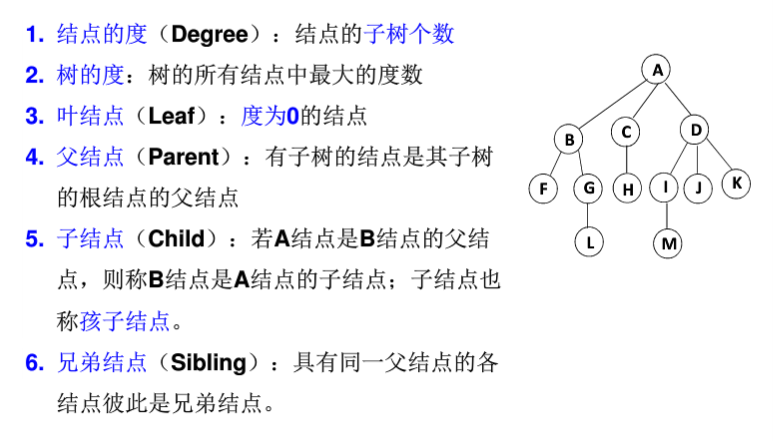 1. 结点的度（Degree）：结点的子树个数
2. 树的度：树的所有结点中最大的度数
3. 叶结点（Leaf）：度为0的结点
4. 父结点（Parent）：有子树的结点是其子树
的根结点的父结点
5. 子结点（Child）：若A结点是B结点的父结
点，则称B结点是A结点的子结点；子结点也
称孩子结点。
6. 兄弟结点（Sibling）：具有同一父结点的各
结点彼此是兄弟结点。
A
B C D
F G H I J K
L M